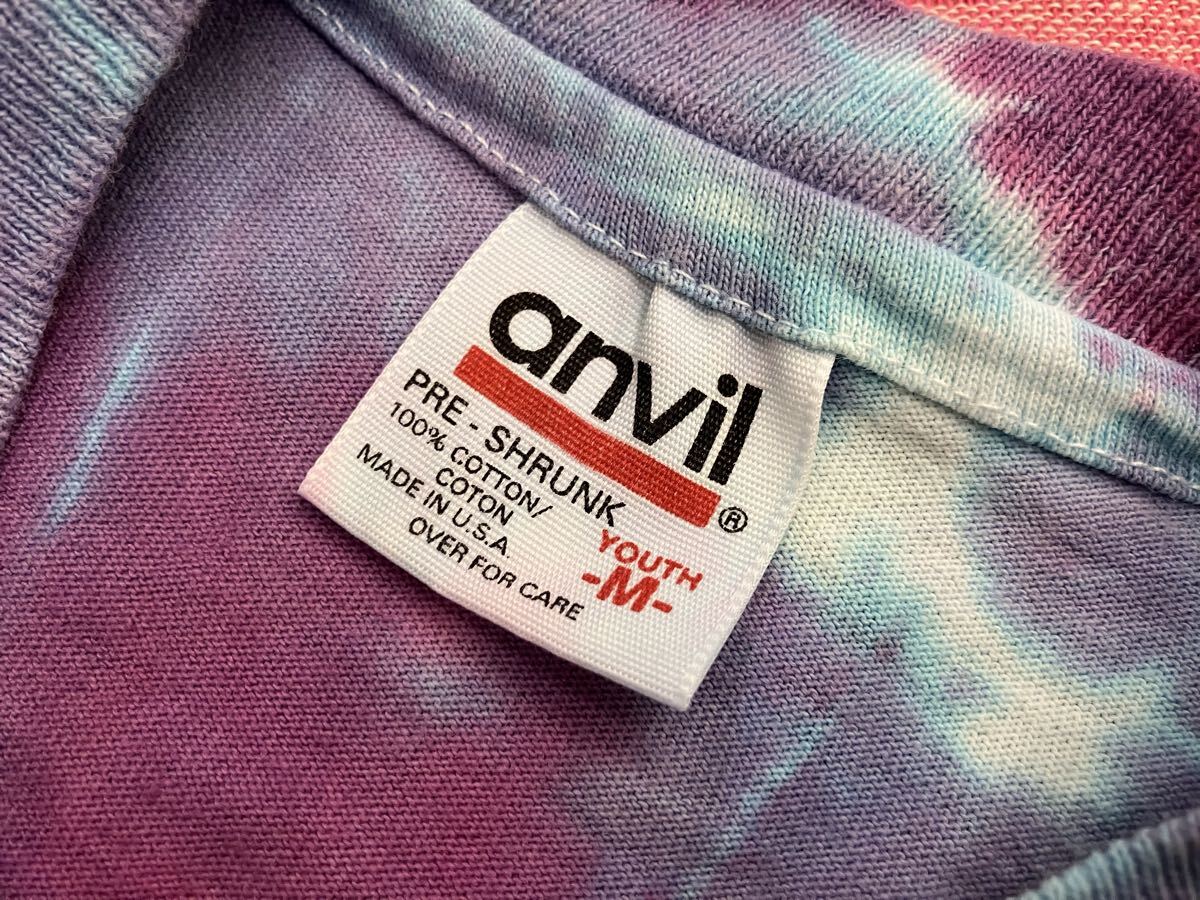 anvil®
PRE - SHRUNK
100% COTTON/
COTON
MADE IN U.S.A.
OVER FOR CARE
YOUTH
-M-